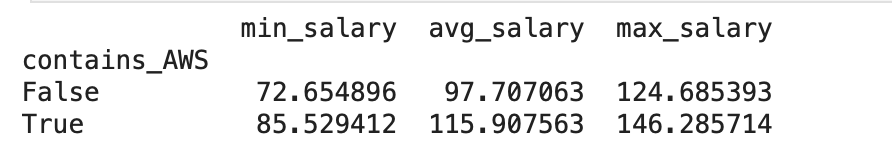 min_salary avg_salary max_salary
contains_AWS
False 72.654896 97.707063 124.685393
True 85.529412 115.907563 146.285714